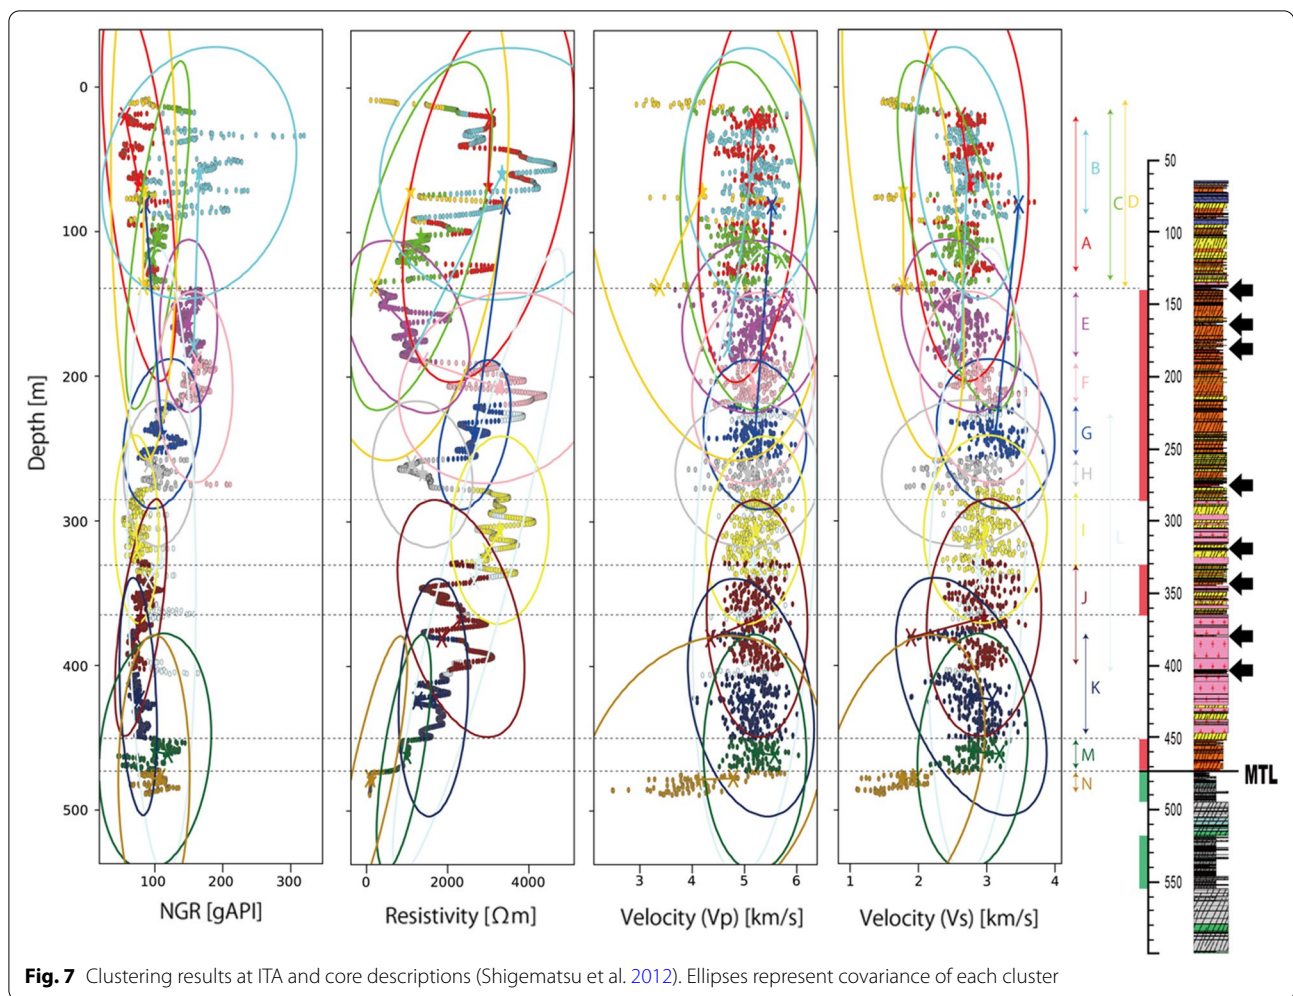 0
100
200
300
400
500
Depth [m]
100 200 300
NGR [gAPI]
0 2000 4000
Resistivity [Ωm]
3 4 5 6
Velocity (Vp) [km/s]
1 2 3 4
Velocity (Vs) [km/s]
A
B
C
D
E
F
G
H
I
J
K
L
M
N
50
100
150
200
250
300
350
400
450
500
550
MTL
Fig. 7 Clustering results at ITA and core descriptions (Shigematsu et al. 2012). Ellipses represent covariance of each cluster